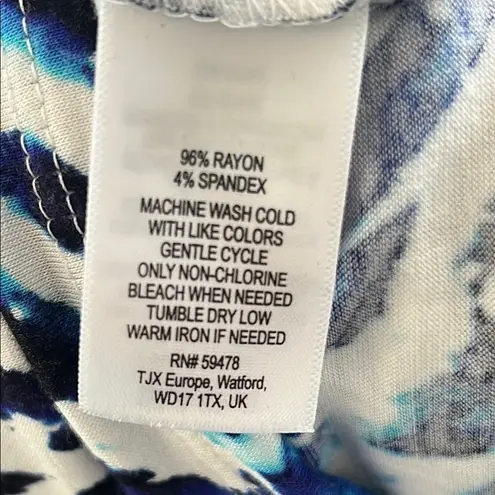 96% RAYON
4% SPANDEX
MACHINE WASH COLD
WITH LIKE COLORS
GENTLE CYCLE
ONLY NON-CHLORINE
BLEACH WHEN NEEDED
TUMBLE DRY LOW
WARM IRON IF NEEDED
RN# 59478
TJX Europe, Watford,
WD17 1TX, UK